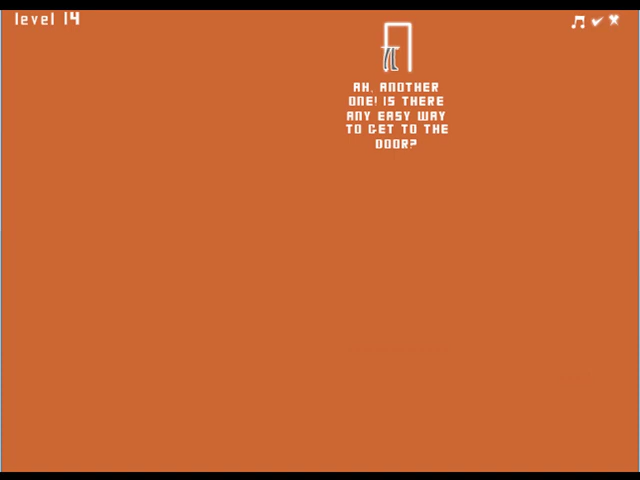 level 14
AH, ANOTHER
ONE! IS THERE
ANY EASY WAY
TO GET TO THE
DOOR?